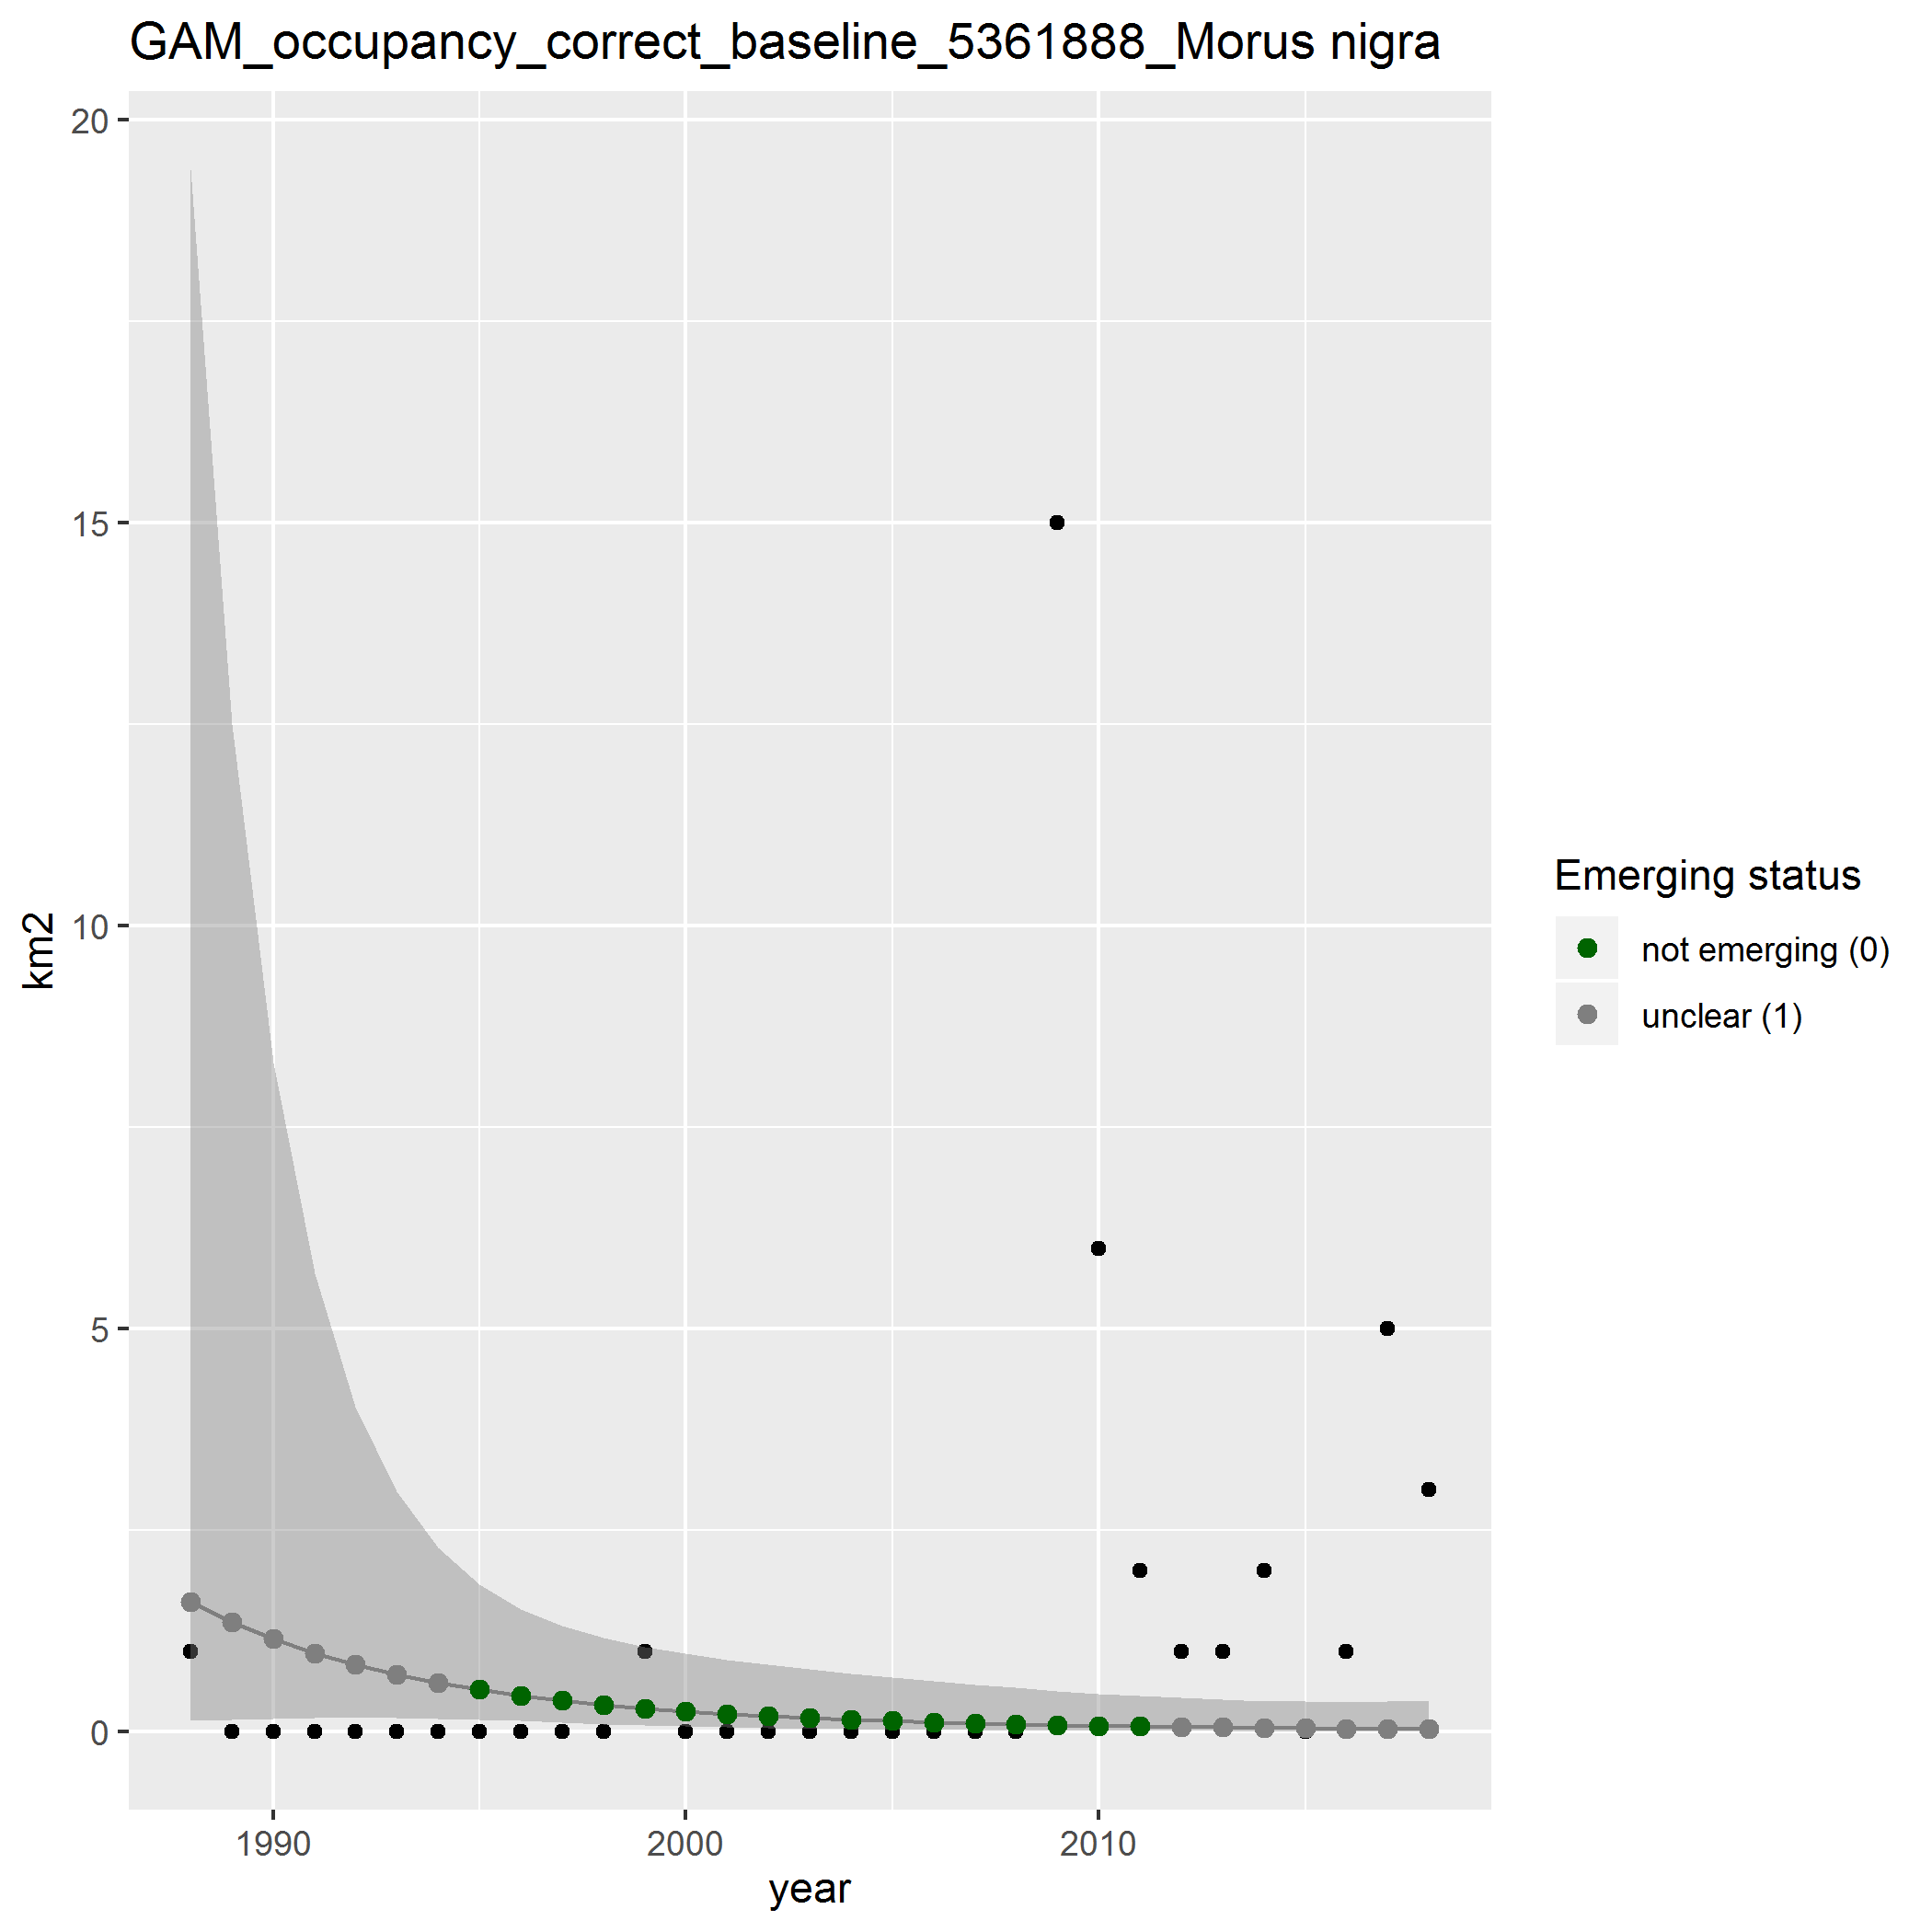 GAM_occupancy_correct_baseline_5361888_Morus nigra
20
15
10
5
0
km2
1990
2000
2010
year
Emerging status
not emerging (0)
unclear (1)